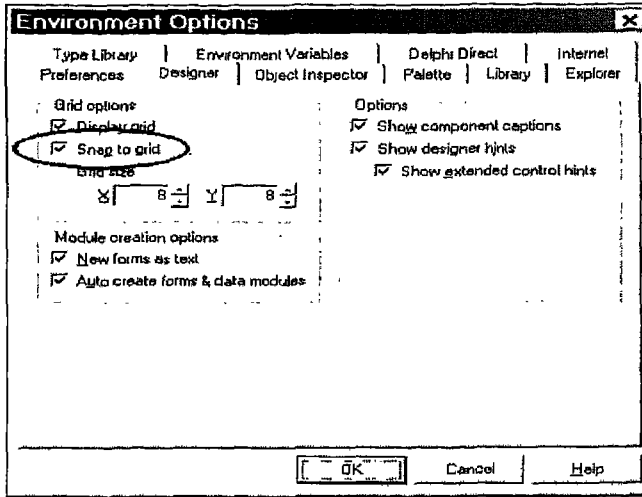 Environment Options
Type Library Environment Variables Delphi Direct Internet
Preferences Designer Object Inspector Palette Library Explorer
Grid options
Display grid
Snap to grid
Grid size
X 8 Y 8
Options
Show component captions
Show designer hints
Show extended control hints
Module creation options
New forms as text
Auto create forms & data modules
OK Cancel Help